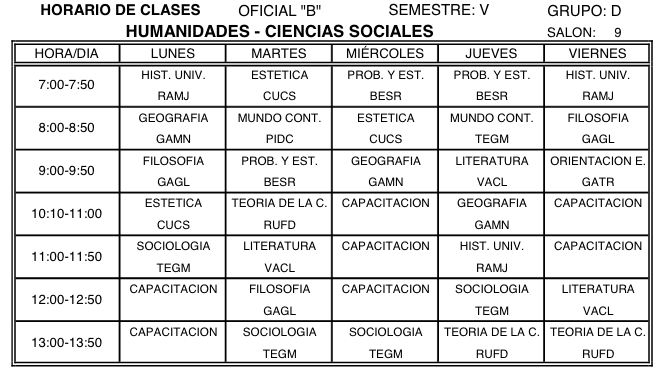 HORARIO DE CLASES OFICIAL "B" SEMESTRE: V GRUPO: D
HUMANIDADES - CIENCIAS SOCIALES SALON: 9
HORA/DIA LUNES MARTES MIÉRCOLES JUEVES VIERNES
7:00-7:50 HIST. UNIV. ESTETICA PROB. Y EST. PROB. Y EST. HIST. UNIV.
RAMJ CUCS BESR BESR RAMJ
8:00-8:50 GEOGRAFIA MUNDO CONT. ESTETICA MUNDO CONT. FILOSOFIA
GAMN PIDC CUCS TEGM GAGL
9:00-9:50 FILOSOFIA PROB. Y EST. GEOGRAFIA LITERATURA ORIENTACION E.
GAGL BESR GAMN VACL GATR
10:10-11:00 ESTETICA TEORIA DE LA C. CAPACITACION GEOGRAFIA CAPACITACION
CUCS RUFD GAMN
11:00-11:50 SOCIOLOGIA LITERATURA CAPACITACION HIST. UNIV. CAPACITACION
TEGM VACL RAMJ
12:00-12:50 CAPACITACION FILOSOFIA CAPACITACION SOCIOLOGIA LITERATURA
GAGL TEGM VACL
13:00-13:50 CAPACITACION SOCIOLOGIA SOCIOLOGIA TEORIA DE LA C. TEORIA DE LA C.
TEGM TEGM RUFD RUFD